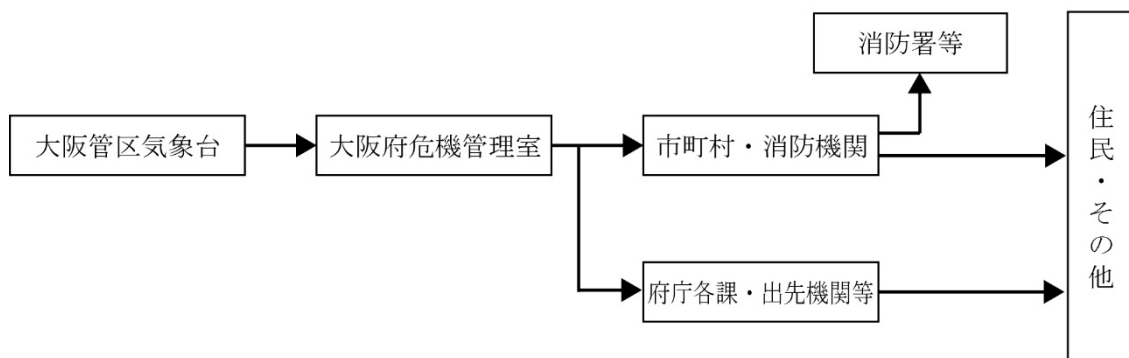 消防署等
大阪管区気象台
大阪府危機管理室
市町村・消防機関
府庁各課・出先機関等
住民・その他